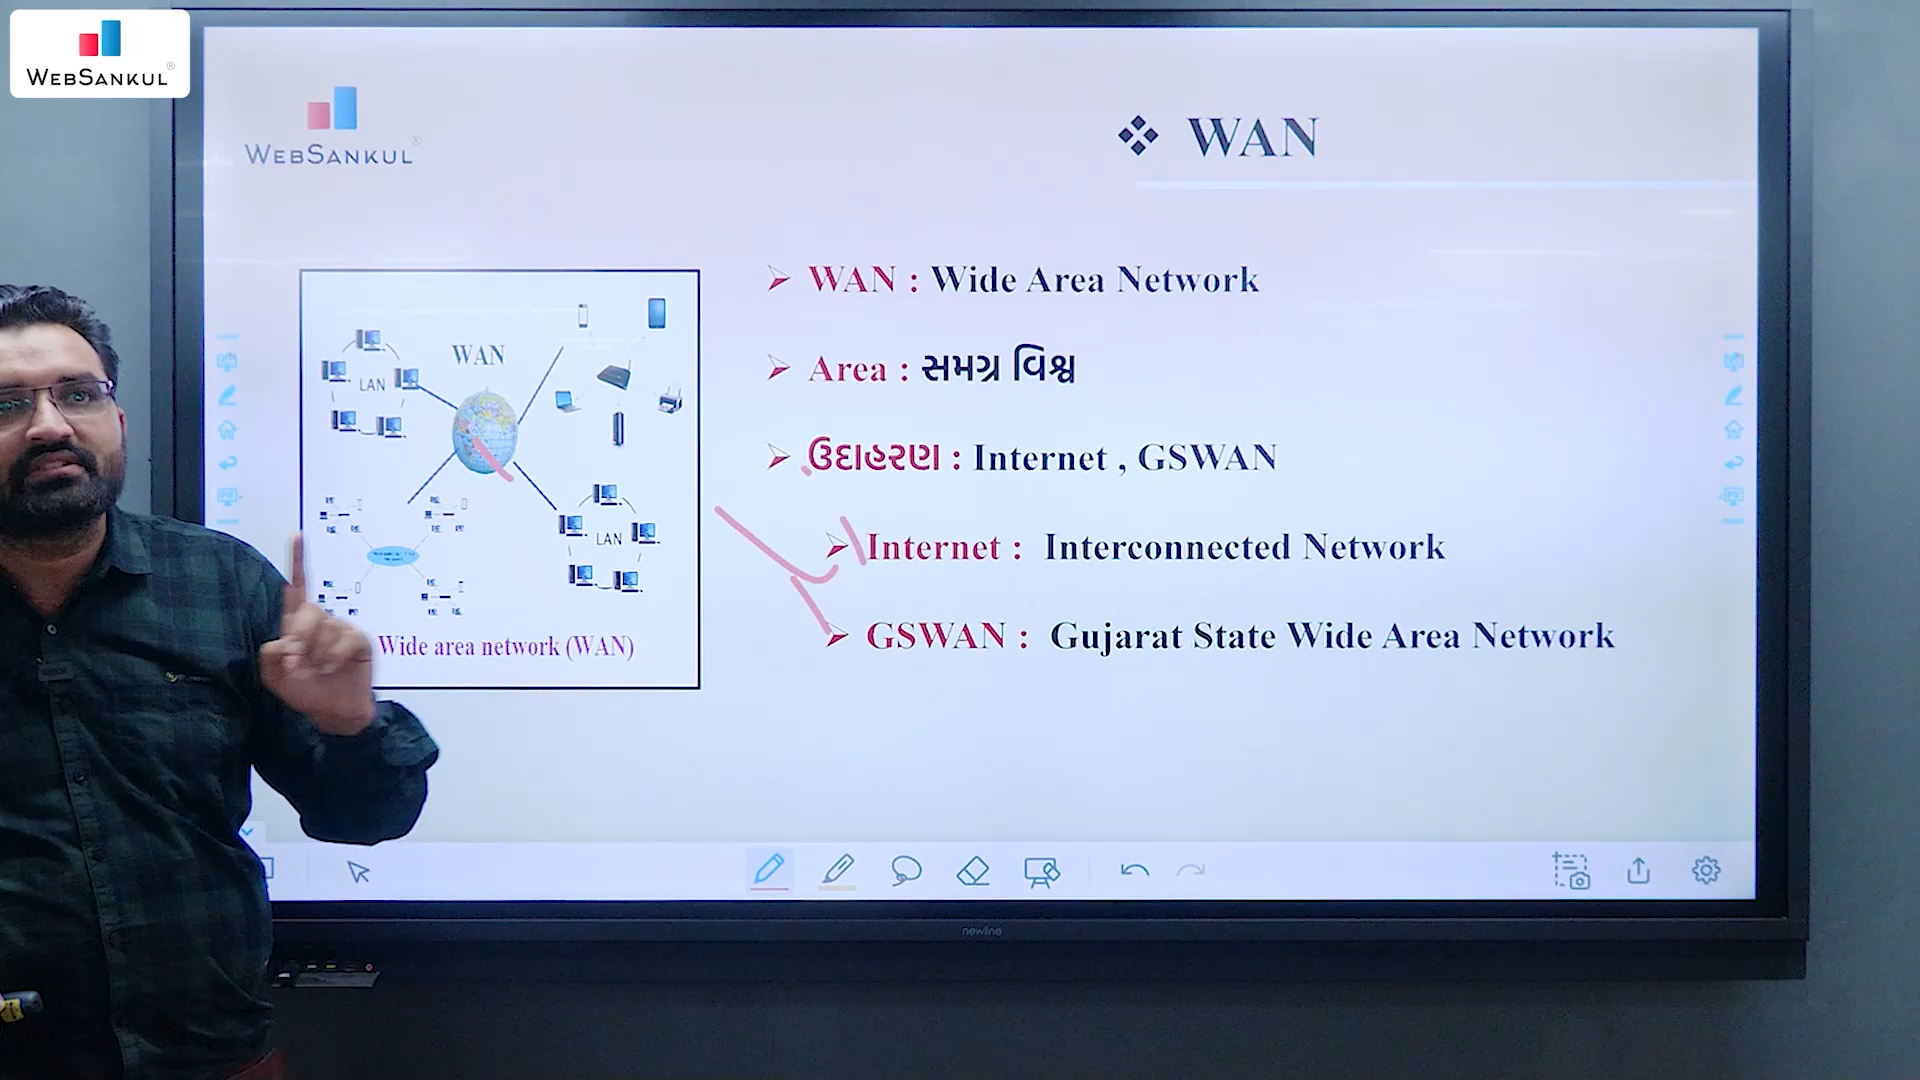 WEBSANKUL®
WEBSANKUL®
WAN
WAN : Wide Area Network
Area : સમગ્ર વિશ્વ
ઉદાહરણ : Internet , GSWAN
Internet : Interconnected Network
GSWAN : Gujarat State Wide Area Network
WAN
LAN
LAN
Wide area network (WAN)
newline